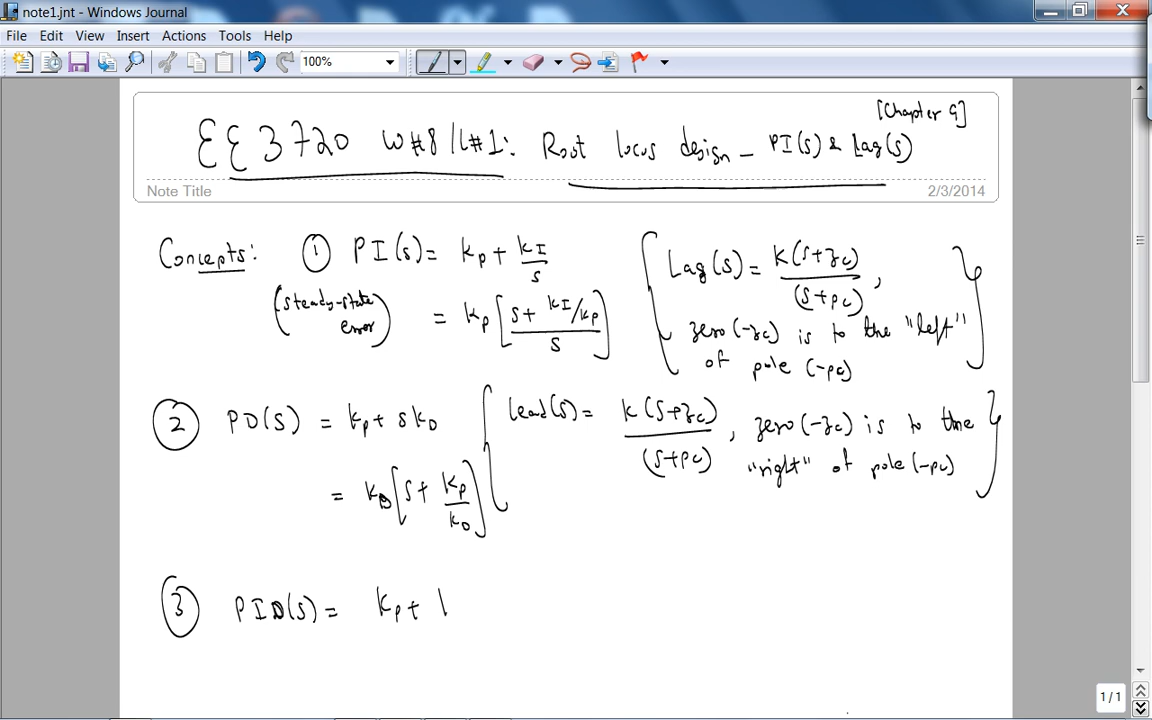 note1.jnt - Windows Journal
File Edit View Insert Actions Tools Help
100%
[Chapter 9]
EE 3720 W#8/L#1: Root locus design - PI(s) & Lag(s)
Note Title
2/3/2014
Concepts: ① PI(s) = KP + KI/s
(steady-state error)
= KP [(s + KI/KP)/s]
{Lag(s) = K(s+zc)/(s+pc),
zero (-zc) is to the "left"
of pole (-pc)}
② PD(s) = KP + sKD
= KD [s + KP/KD]
{Lead(s) = K(s+zc)/(s+pc), zero (-zc) is to the
"right" of pole (-pc)}
③ PID(s) = KP +
1/1